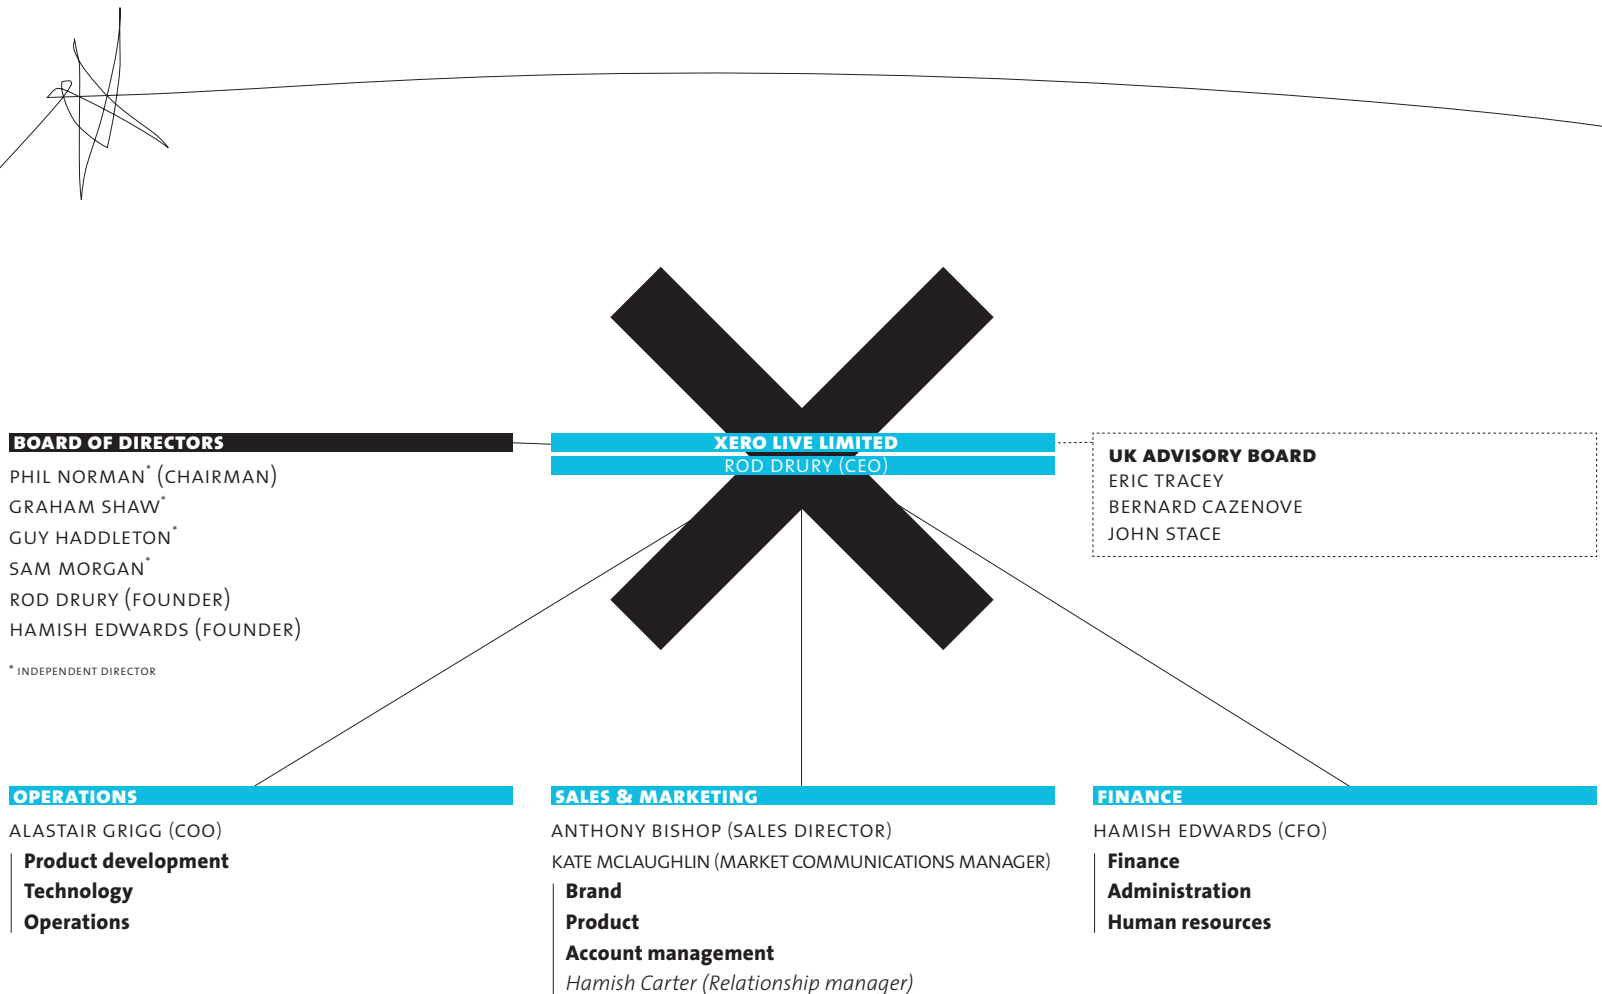 BOARD OF DIRECTORS
PHIL NORMAN* (CHAIRMAN)
GRAHAM SHAW*
GUY HADDLETON*
SAM MORGAN*
ROD DRURY (FOUNDER)
HAMISH EDWARDS (FOUNDER)
* INDEPENDENT DIRECTOR
XERO LIVE LIMITED
ROD DRURY (CEO)
UK ADVISORY BOARD
ERIC TRACEY
BERNARD CAZENOVE
JOHN STACE
OPERATIONS
ALASTAIR GRIGG (COO)
Product development
Technology
Operations
SALES & MARKETING
ANTHONY BISHOP (SALES DIRECTOR)
KATE MCLAUGHLIN (MARKET COMMUNICATIONS MANAGER)
Brand
Product
Account management
Hamish Carter (Relationship manager)
FINANCE
HAMISH EDWARDS (CFO)
Finance
Administration
Human resources